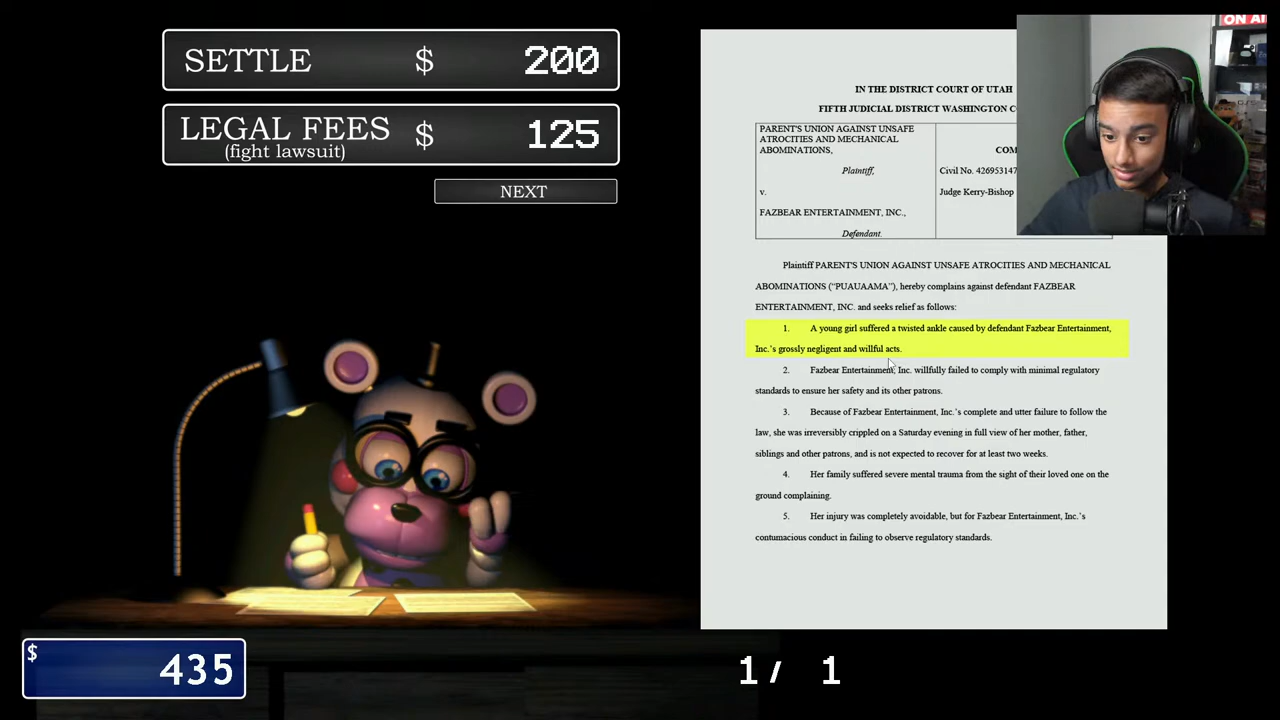 SETTLE $ 200
LEGAL FEES $ 125
(fight lawsuit)
NEXT
ON AI
IN THE DISTRICT COURT OF UTAH
FIFTH JUDICIAL DISTRICT WASHINGTON
PARENT'S UNION AGAINST UNSAFE
ATROCITIES AND MECHANICAL
ABOMINATIONS,
Plaintiff,
v.
FAZBEAR ENTERTAINMENT, INC.,
Defendant.
COM
Civil No. 426953147
Judge Kerry-Bishop
Plaintiff PARENT'S UNION AGAINST UNSAFE ATROCITIES AND MECHANICAL
ABOMINATIONS (“PUAUAAMA”), hereby complains against defendant FAZBEAR
ENTERTAINMENT, INC. and seeks relief as follows:
1. A young girl suffered a twisted ankle caused by defendant Fazbear Entertainment,
Inc.’s grossly negligent and willful acts.
2. Fazbear Entertainment, Inc. willfully failed to comply with minimal regulatory
standards to ensure her safety and its other patrons.
3. Because of Fazbear Entertainment, Inc.’s complete and utter failure to follow the
law, she was irreversibly crippled on a Saturday evening in full view of her mother, father,
siblings and other patrons, and is not expected to recover for at least two weeks.
4. Her family suffered severe mental trauma from the sight of their loved one on the
ground complaining.
5. Her injury was completely avoidable, but for Fazbear Entertainment, Inc.’s
contumacious conduct in failing to observe regulatory standards.
$ 435
1 / 1